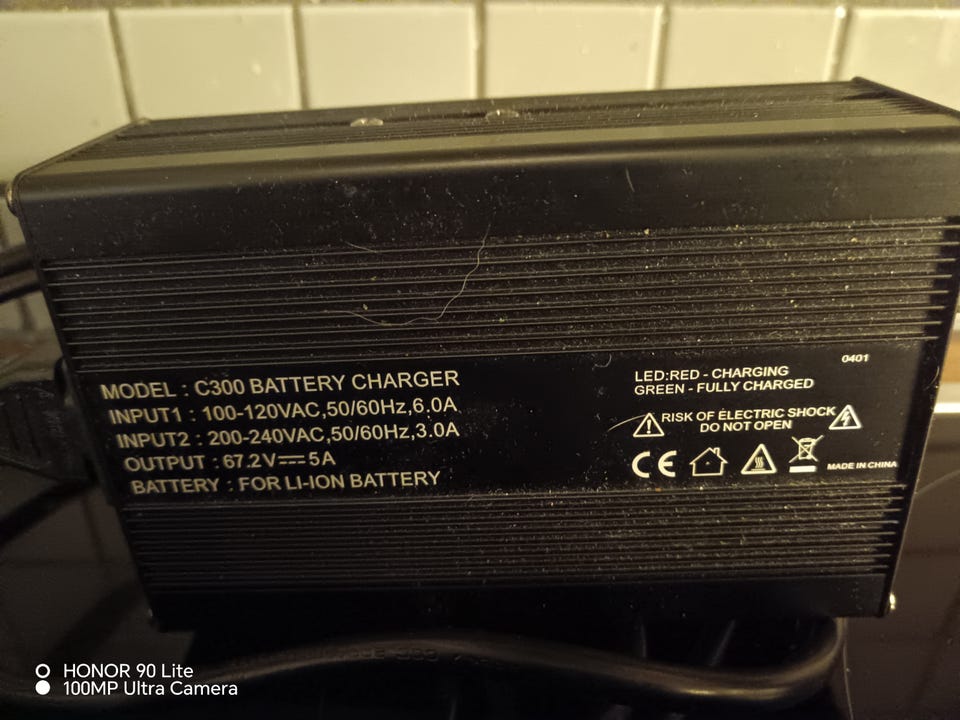 MODEL : C300 BATTERY CHARGER
INPUT1 : 100-120VAC,50/60Hz,6.0A
INPUT2 : 200-240VAC,50/60Hz,3.0A
OUTPUT : 67.2V⎓5A
BATTERY : FOR LI-ION BATTERY
0401
LED:RED - CHARGING
GREEN - FULLY CHARGED
RISK OF ELECTRIC SHOCK
DO NOT OPEN
CE
MADE IN CHINA
HONOR 90 Lite
100MP Ultra Camera